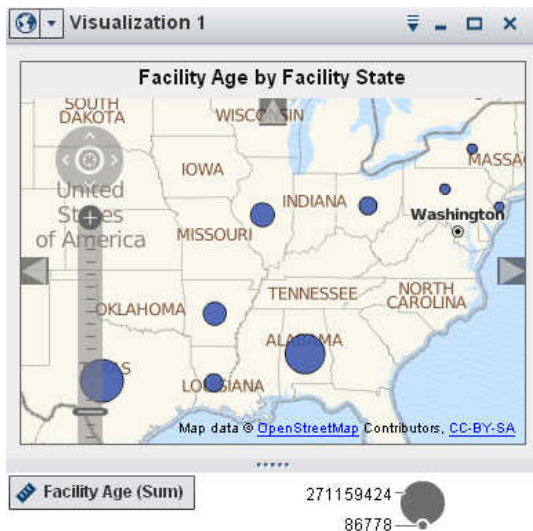 Visualization 1
Facility Age by Facility State
SOUTH
DAKOTA
WISCONSIN
IOWA
MASSAC
United
States
of America
INDIANA
Washington
MISSOURI
OKLAHOMA
TENNESSEE
NORTH
CAROLINA
ALABAMA
LOUISIANA
Map data © OpenStreetMap Contributors, CC-BY-SA
Facility Age (Sum)
271159424
86778